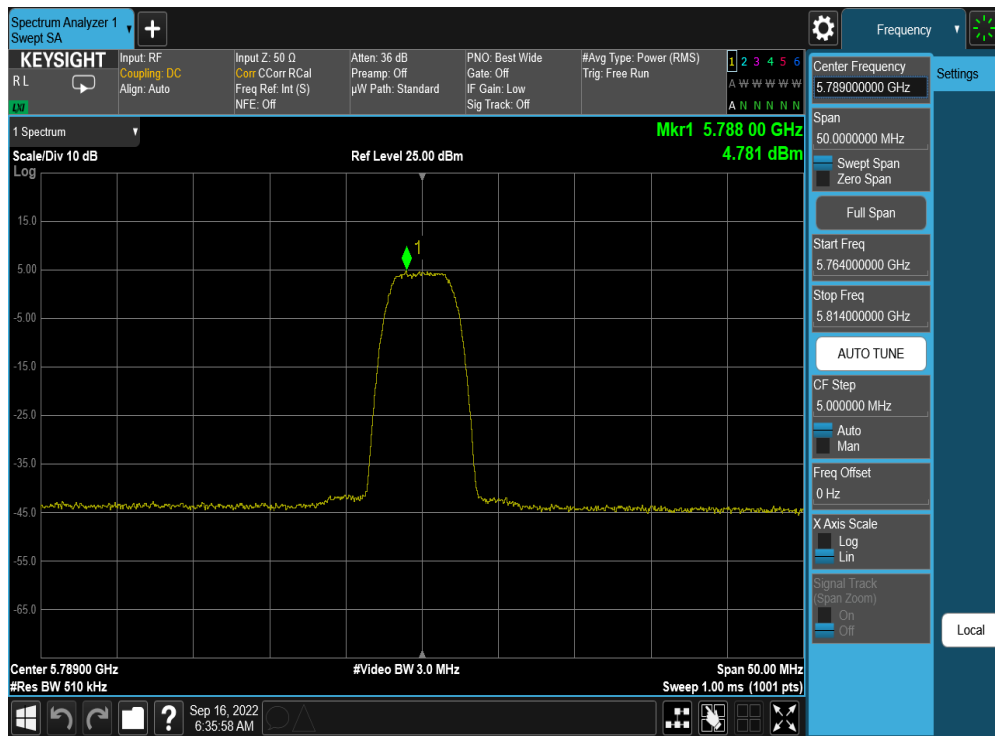 Spectrum Analyzer 1
Swept SA
Frequency
KEYSIGHT
R L
LXI
Input: RF
Coupling: DC
Align: Auto
Input Z: 50 Ω
Corr CCorr RCal
Freq Ref: Int (S)
NFE: Off
Atten: 36 dB
Preamp: Off
µW Path: Standard
PNO: Best Wide
Gate: Off
IF Gain: Low
Sig Track: Off
#Avg Type: Power (RMS)
Trig: Free Run
1 2 3 4 5 6
A W W W W W
A N N N N N
1 Spectrum
Mkr1 5.788 00 GHz
Scale/Div 10 dB
Ref Level 25.00 dBm
4.781 dBm
Log
15.0
5.00
-5.00
-15.0
-25.0
-35.0
-45.0
-55.0
-65.0
1
Center 5.78900 GHz
#Video BW 3.0 MHz
Span 50.00 MHz
#Res BW 510 kHz
Sweep 1.00 ms (1001 pts)
Center Frequency
5.789000000 GHz
Settings
Span
50.0000000 MHz
Swept Span
Zero Span
Full Span
Start Freq
5.764000000 GHz
Stop Freq
5.814000000 GHz
AUTO TUNE
CF Step
5.000000 MHz
Auto
Man
Freq Offset
0 Hz
X Axis Scale
Log
Lin
Signal Track
(Span Zoom)
On
Off
Local
?
Sep 16, 2022
6:35:58 AM